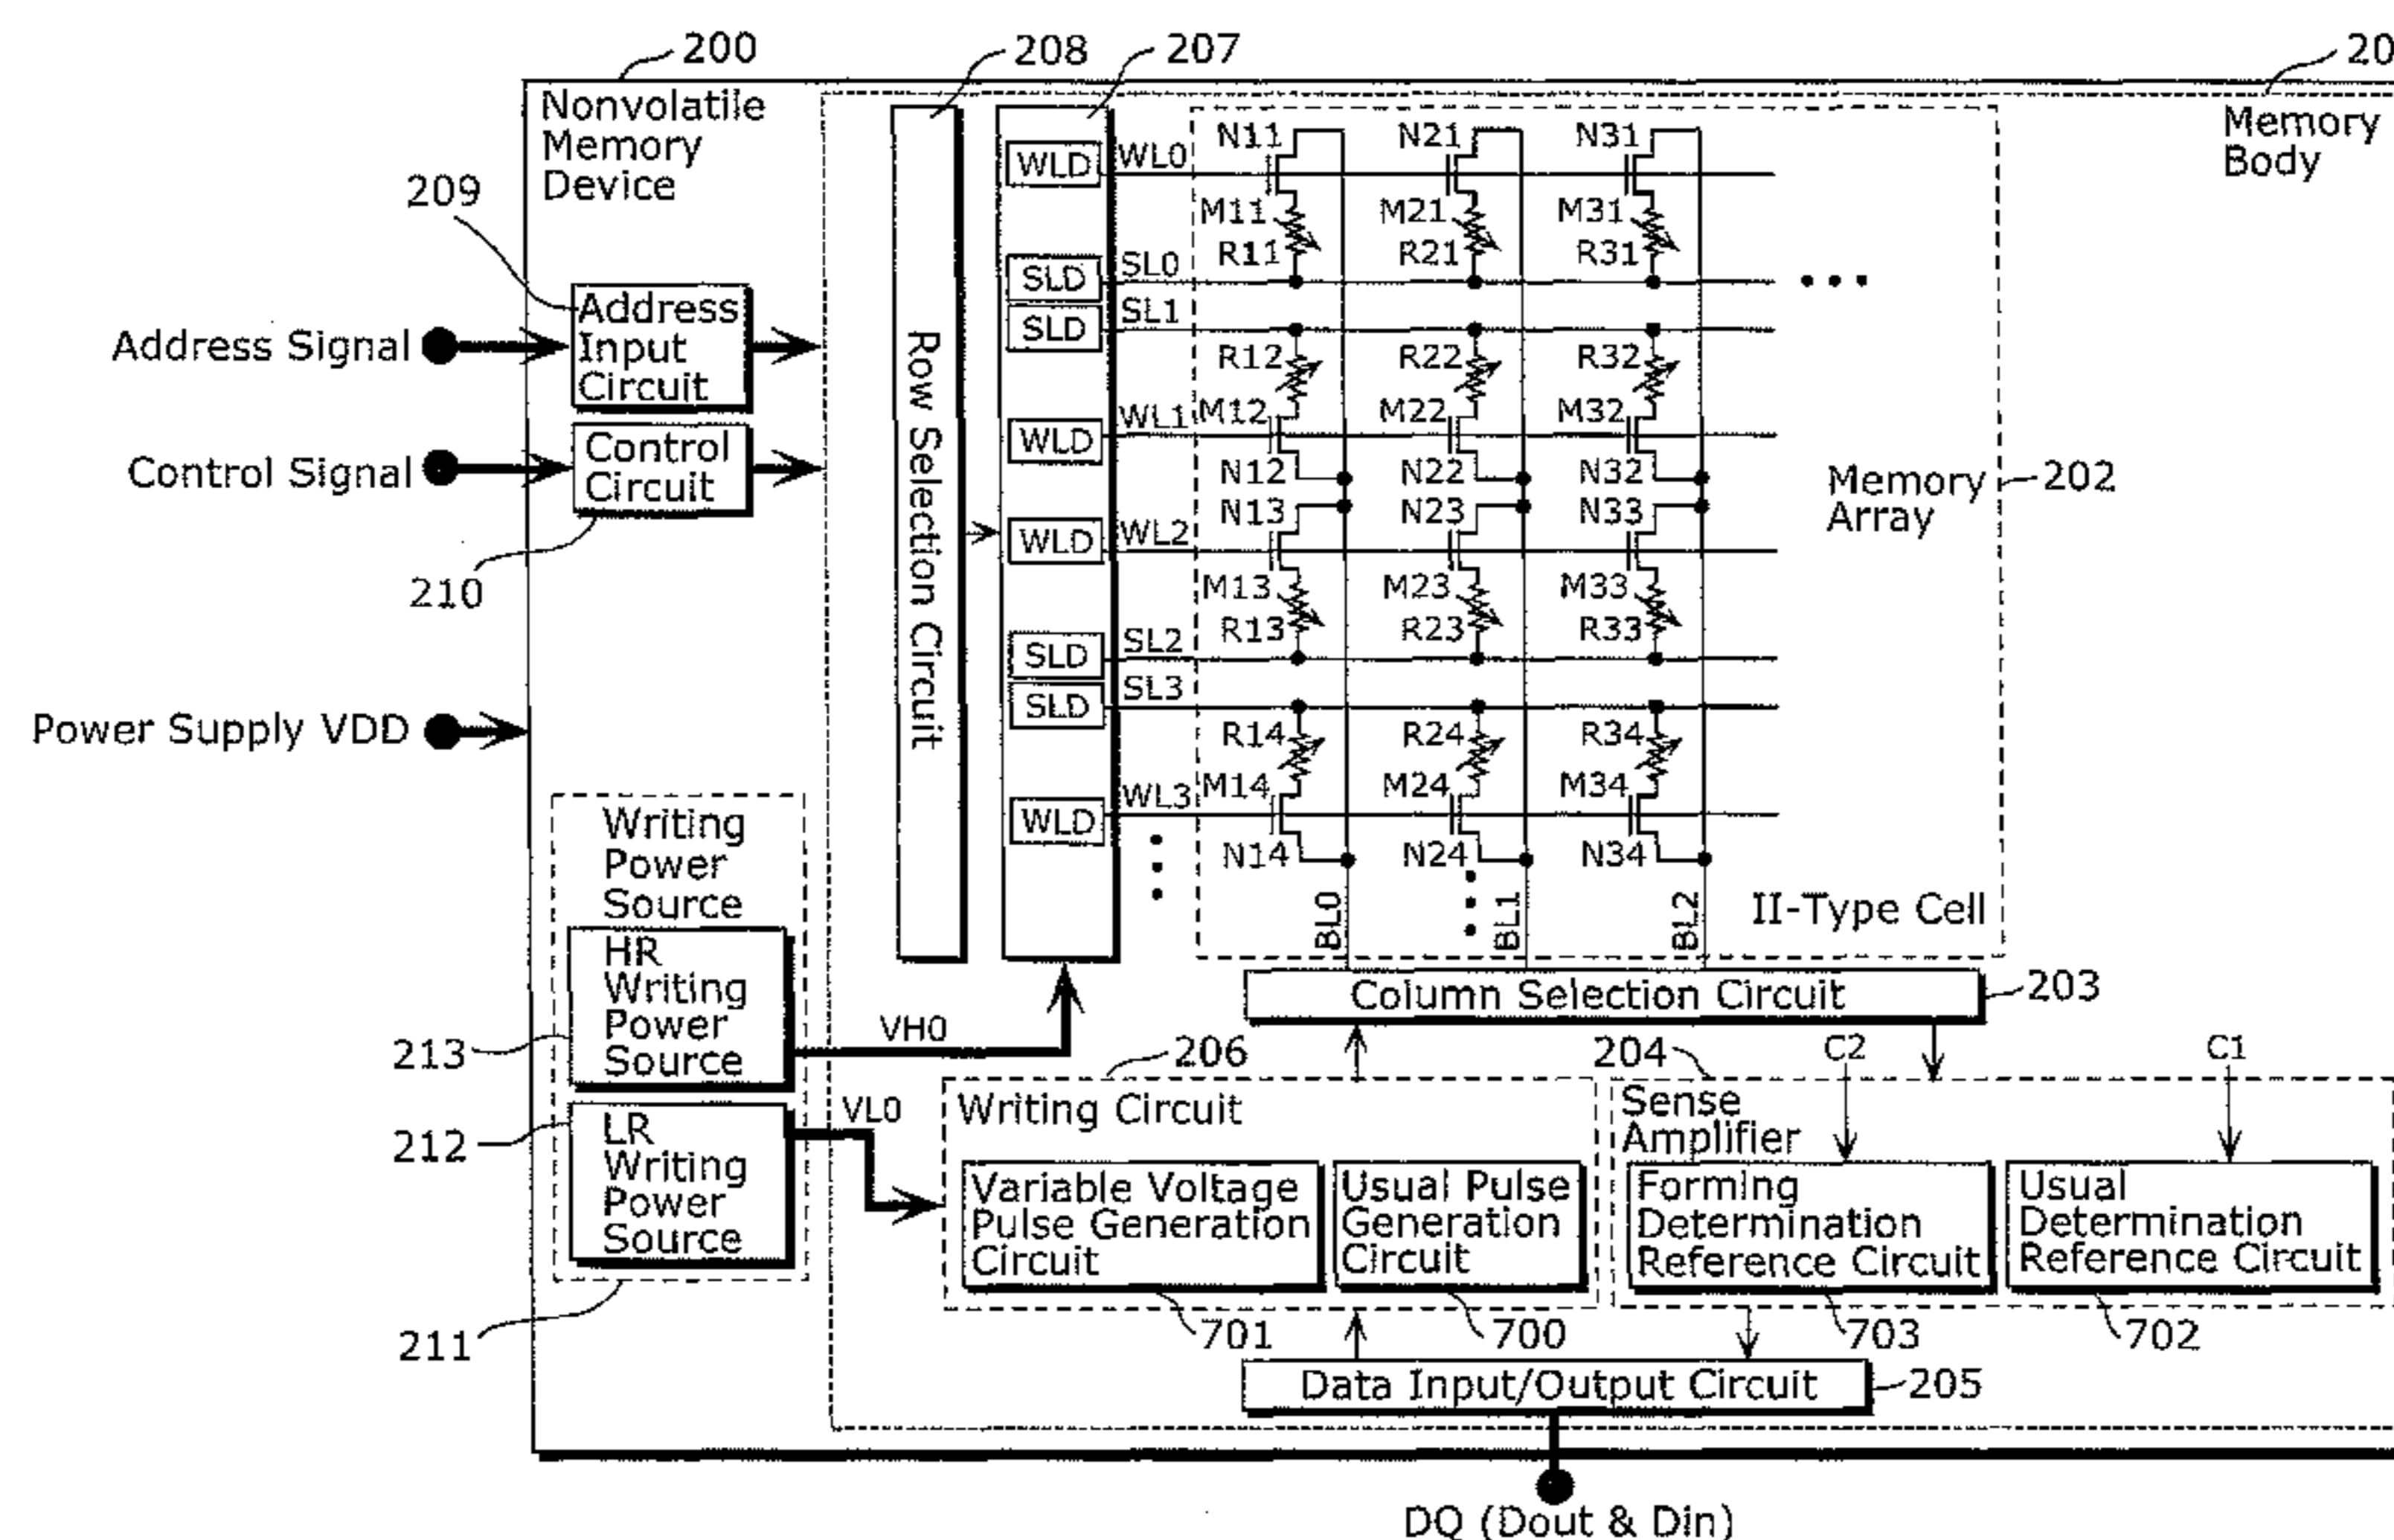 200
208
207
20
Nonvolatile
Memory
Device
Memory
Body
209
WLD
WL0
N11
N21
N31
M11
M21
M31
R11
R21
R31
SLD
SL0
SLD
SL1
Address Signal
Address
Input
Circuit
Row Selection Circuit
R12
R22
R32
M12
M22
M32
WLD
WL1
Control Signal
Control
Circuit
N12
N22
N32
Memory
Array
202
N13
N23
N33
WLD
WL2
210
M13
M23
M33
R13
R23
R33
SLD
SL2
SLD
SL3
Power Supply VDD
R14
R24
R34
M14
M24
M34
WLD
WL3
N14
N24
N34
BL0
BL1
BL2
II-Type Cell
Writing
Power
Source
HR
Writing
Power
Source
213
VH0
Column Selection Circuit
203
206
204
C2
C1
LR
Writing
Power
Source
212
VL0
211
Writing Circuit
Variable Voltage
Pulse Generation
Circuit
Usual Pulse
Generation
Circuit
Sense
Amplifier
Forming
Determination
Reference Circuit
Usual
Determination
Reference Circuit
701
700
703
702
Data Input/Output Circuit
205
DQ (Dout & Din)